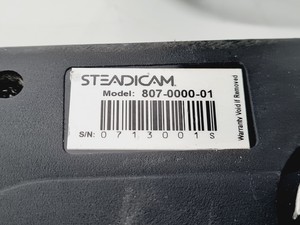 STEADICAM.
Model: 807-0000-01
S/N: 0713001S
Warranty Void if Removed